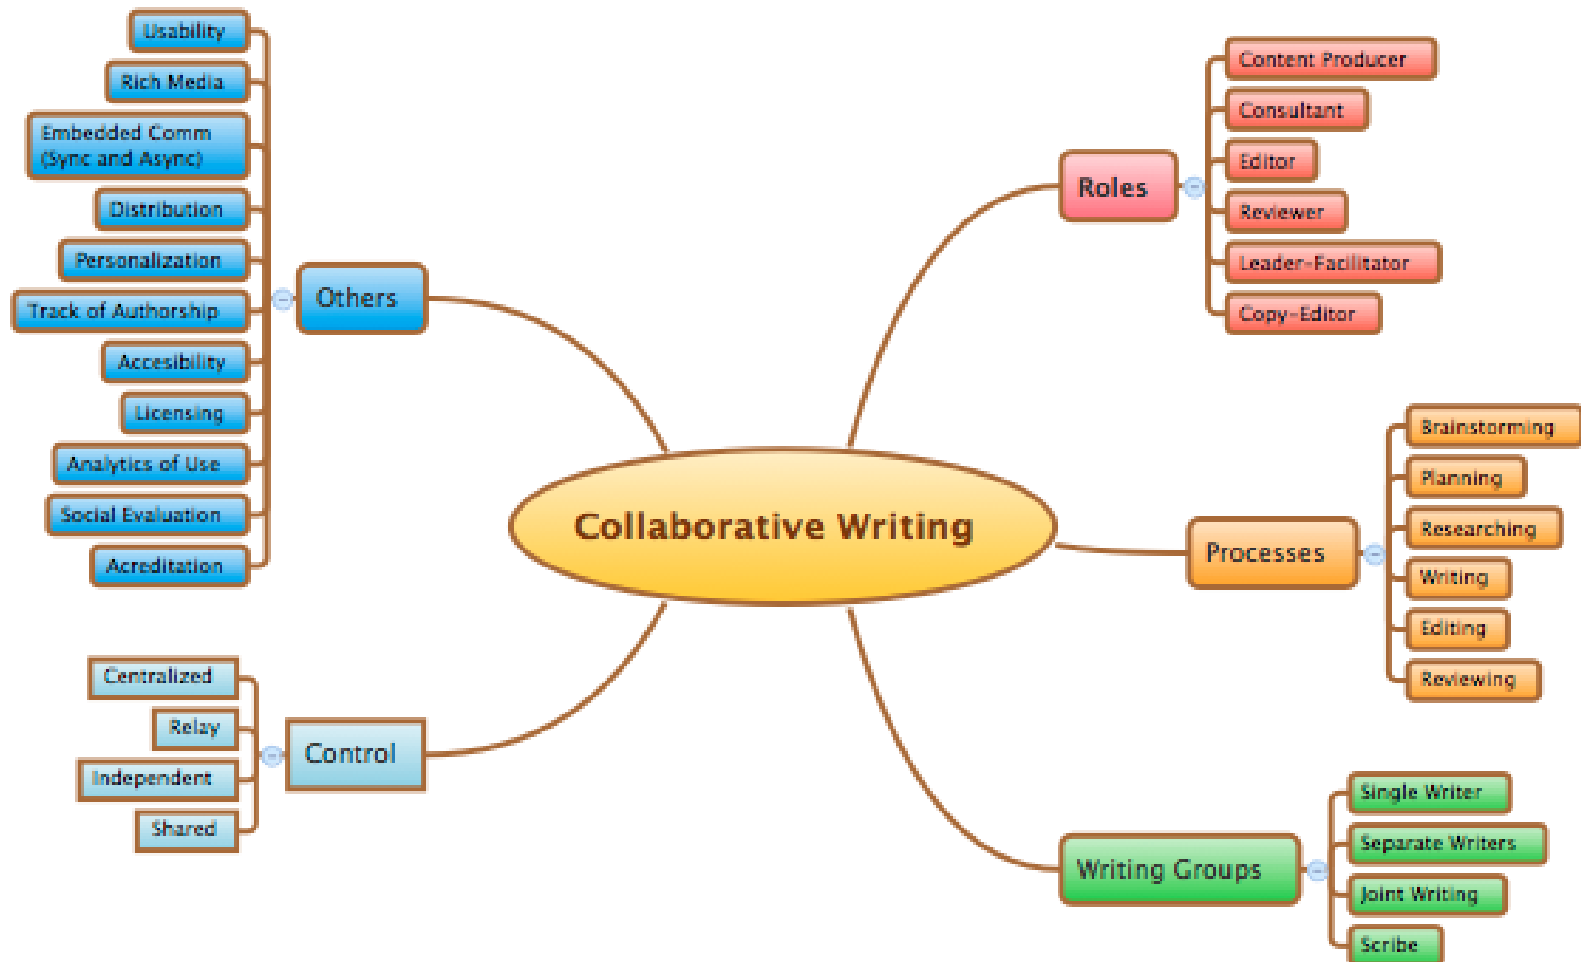 Collaborative Writing
Roles
Content Producer
Consultant
Editor
Reviewer
Leader-Facilitator
Copy-Editor
Processes
Brainstorming
Planning
Researching
Writing
Editing
Reviewing
Writing Groups
Single Writer
Separate Writers
Joint Writing
Scribe
Others
Usability
Rich Media
Embedded Comm
(Sync and Async)
Distribution
Personalization
Track of Authorship
Accesibility
Licensing
Analytics of Use
Social Evaluation
Acreditation
Control
Centralized
Relay
Independent
Shared